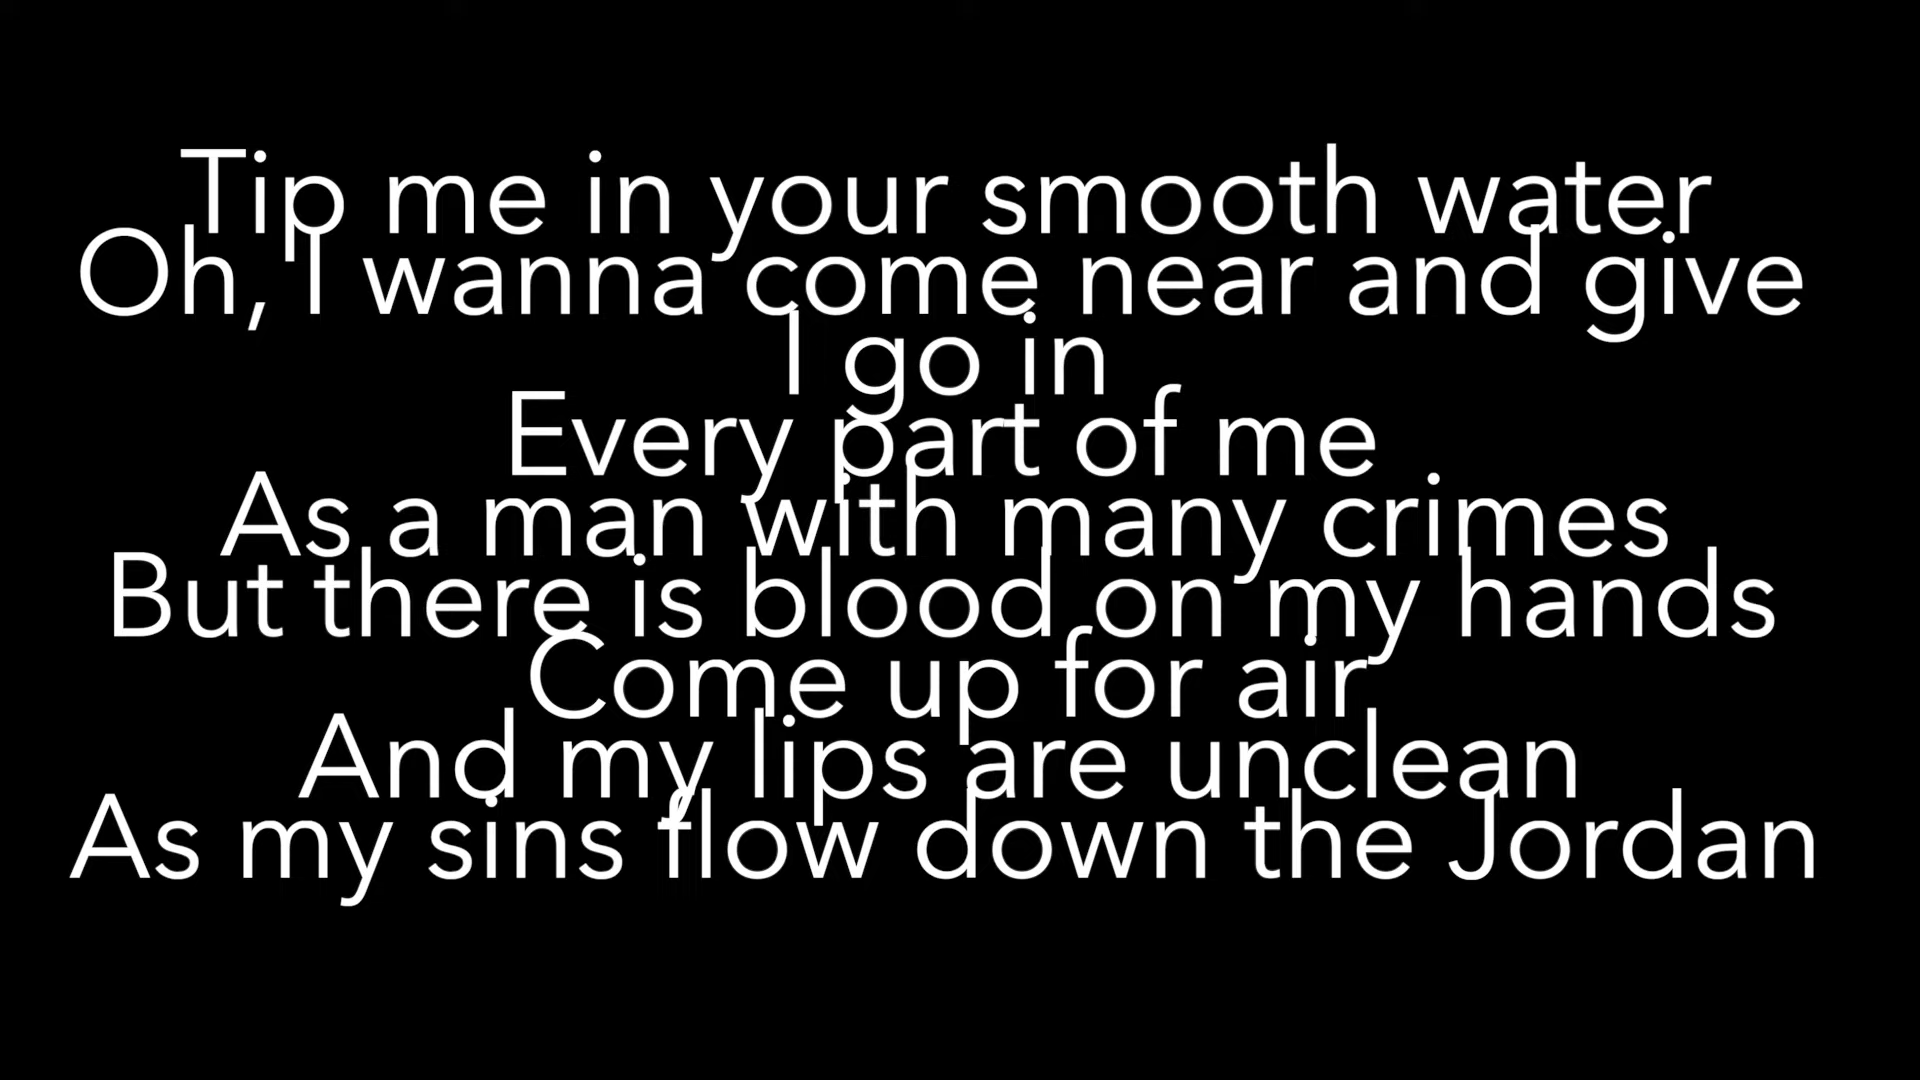 Tip me in your smooth water
Oh, I wanna come near and give
I go in
Every part of me
As a man with many crimes
But there is blood on my hands
Come up for air
And my lips are unclean
As my sins flow down the Jordan